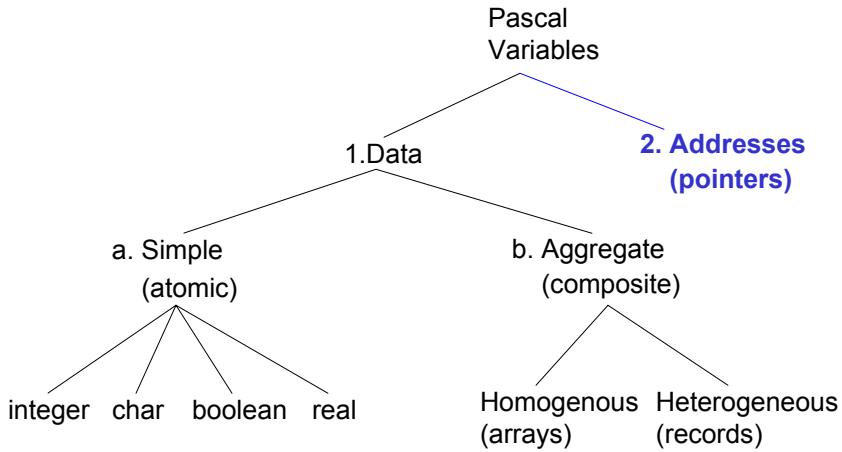 Pascal
Variables
1.Data
2. Addresses
(pointers)
a. Simple
(atomic)
b. Aggregate
(composite)
integer char boolean real
Homogenous
(arrays)
Heterogeneous
(records)